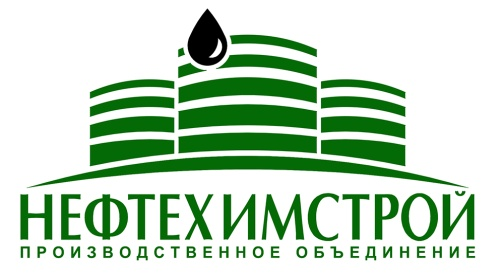 НЕФТЕХИМСТРОЙ
ПРОИЗВОДСТВЕННОЕ ОБЪЕДИНЕНИЕ